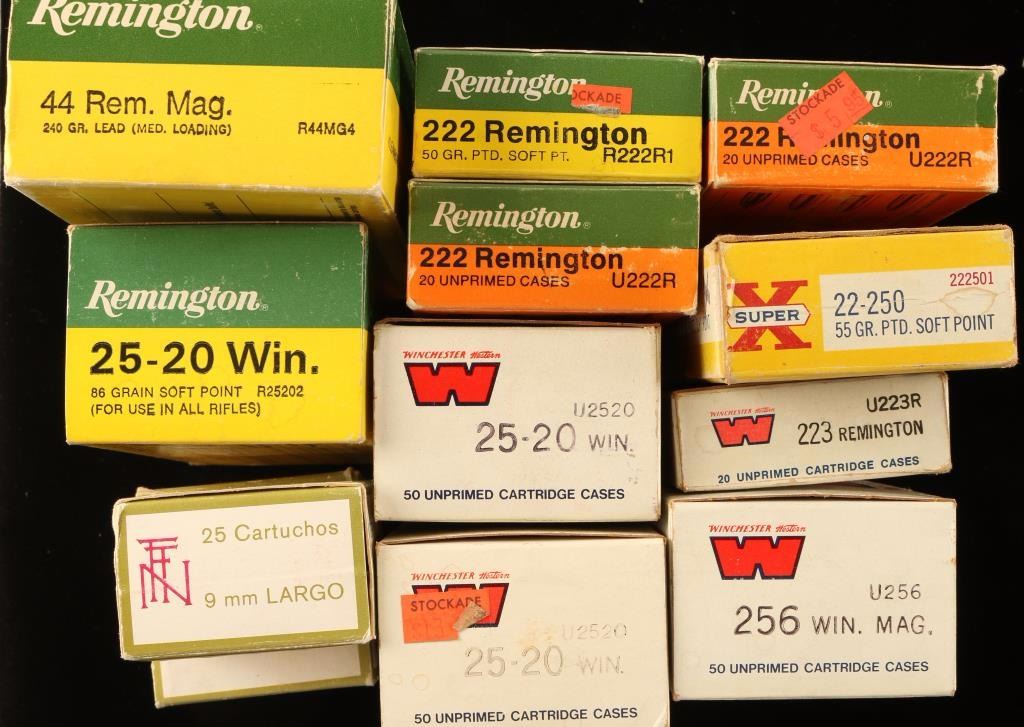 Remington
44 Rem. Mag.
240 GR. LEAD (MED. LOADING) R44MG4
Remington
STOCKADE
222 Remington
50 GR. PTD. SOFT PT. R222R1
Remington
STOCKADE
222
20 UNPRIMED CASES U222R
Remington
222 Remington
20 UNPRIMED CASES U222R
Remington
25-20 Win.
86 GRAIN SOFT POINT R25202
(FOR USE IN ALL RIFLES)
X
SUPER
222501
22-250
55 GR. PTD. SOFT POINT
WINCHESTER Western
W
U2520
25-20 WIN.
50 UNPRIMED CARTRIDGE CASES
WINCHESTER Western
W
U223R
223 REMINGTON
20 UNPRIMED CARTRIDGE CASES
FN
25 Cartuchos
9 mm LARGO
WINCHESTER Western
W
STOCKADE
U2520
25-20 WIN.
50 UNPRIMED CARTRIDGE CASES
WINCHESTER Western
W
U256
256 WIN. MAG.
50 UNPRIMED CARTRIDGE CASES